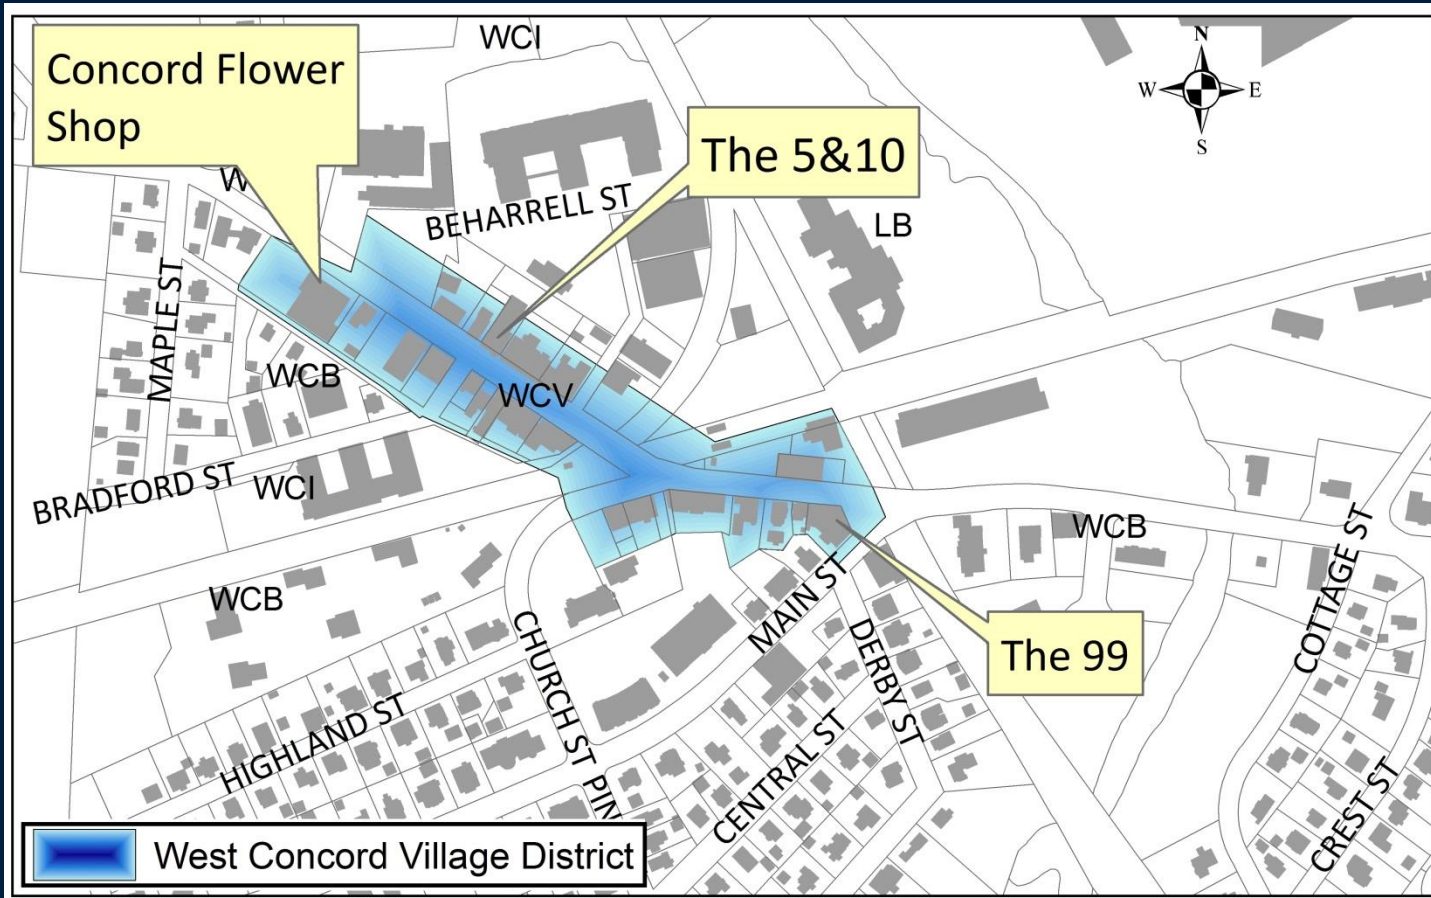 WCI
N
W E
S
Concord Flower
Shop
The 5&10
W
BEHARRELL ST
LB
MAPLE ST
WCB
WCV
BRADFORD ST
WCI
WCB
WCB
MAIN ST
CHURCH ST
DERBY ST
The 99
COTTAGE ST
HIGHLAND ST
PIN
CENTRAL ST
CREST ST
West Concord Village District